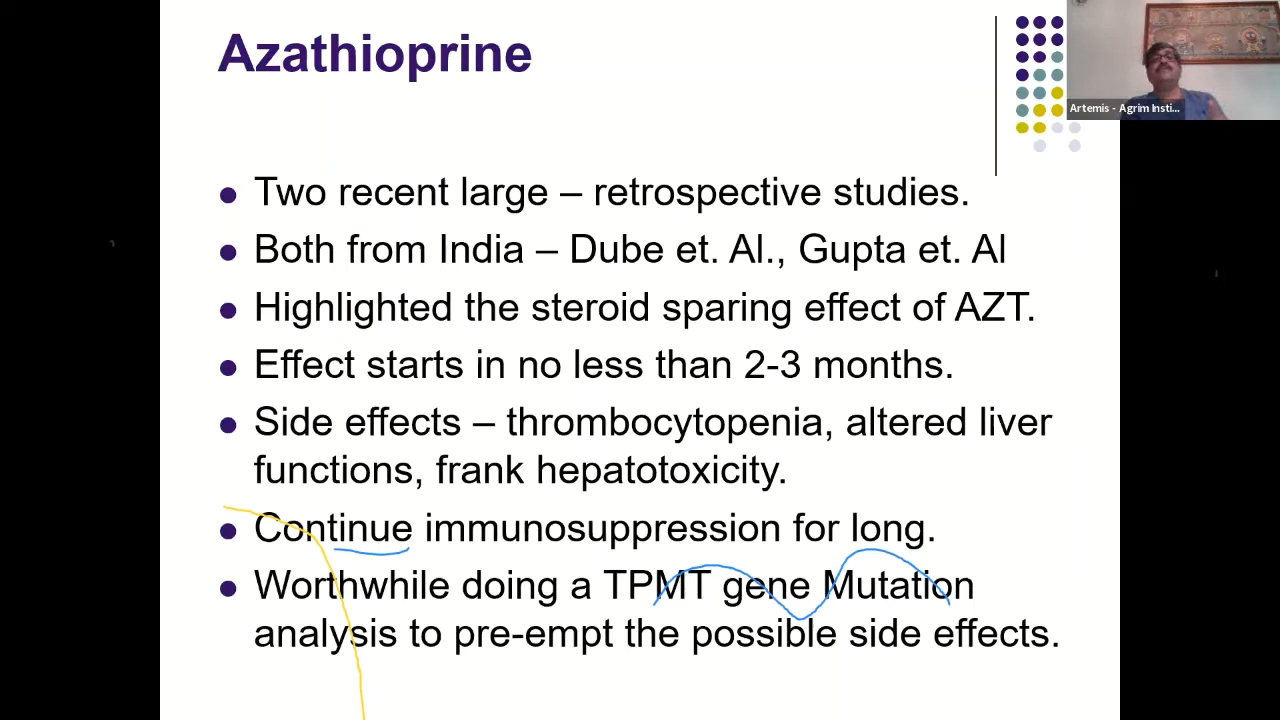 Azathioprine
Artemis - Agrim Insti...
Two recent large – retrospective studies.
Both from India – Dube et. Al., Gupta et. Al
Highlighted the steroid sparing effect of AZT.
Effect starts in no less than 2-3 months.
Side effects – thrombocytopenia, altered liver
functions, frank hepatotoxicity.
Continue immunosuppression for long.
Worthwhile doing a TPMT gene Mutation
analysis to pre-empt the possible side effects.